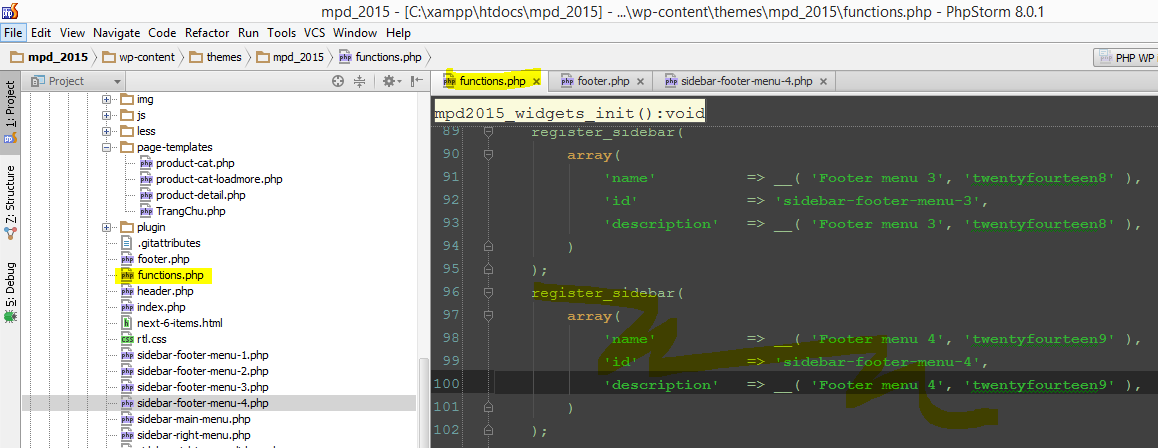 mpd_2015 - [C:\xampp\htdocs\mpd_2015] - ...\wp-content\themes\mpd_2015\functions.php - PhpStorm 8.0.1
File Edit View Navigate Code Refactor Run Tools VCS Window Help
mpd_2015 wp-content themes mpd_2015 functions.php PHP WP
1: Project
Z: Structure
5: Debug
Project
img
js
less
page-templates
product-cat.php
product-cat-loadmore.php
product-detail.php
TrangChu.php
plugin
.gitattributes
footer.php
functions.php
header.php
index.php
next-6-items.html
rtl.css
sidebar-footer-menu-1.php
sidebar-footer-menu-2.php
sidebar-footer-menu-3.php
sidebar-footer-menu-4.php
sidebar-main-menu.php
sidebar-right-menu.php
functions.php footer.php sidebar-footer-menu-4.php
mpd2015_widgets_init():void
89 register_sidebar(
90 array(
91 'name' => __( 'Footer menu 3', 'twentyfourteen8' ),
92 'id' => 'sidebar-footer-menu-3',
93 'description' => __( 'Footer menu 3', 'twentyfourteen8' ),
94 )
95 );
96 register_sidebar(
97 array(
98 'name' => __( 'Footer menu 4', 'twentyfourteen9' ),
99 'id' => 'sidebar-footer-menu-4',
100 'description' => __( 'Footer menu 4', 'twentyfourteen9' ),
101 )
102 );